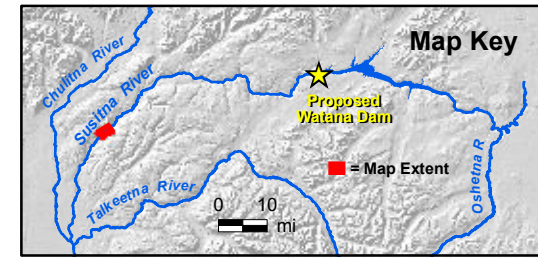 Map Key
Chulitna River
Susitna River
Proposed
Watana Dam
Talkeetna River
Oshetna R
= Map Extent
0 10
mi